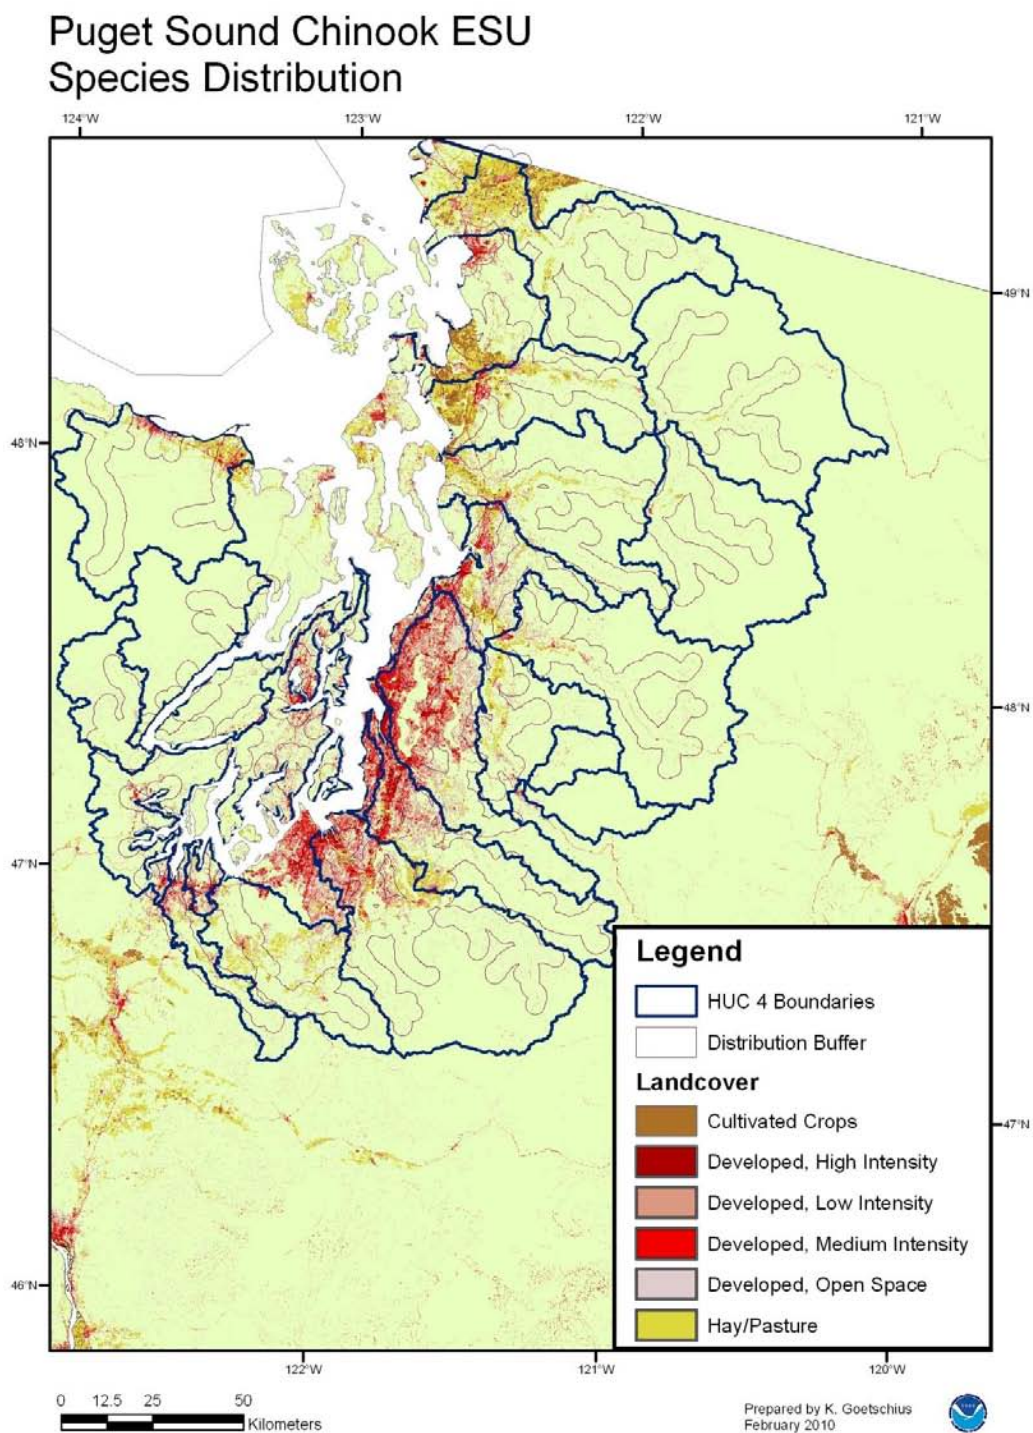 Puget Sound Chinook ESU
Species Distribution
124°W 123°W 122°W 121°W
49°N
48°N
48°N
47°N
47°N
46°N
122°W 121°W 120°W
Legend
HUC 4 Boundaries
Distribution Buffer
Landcover
Cultivated Crops
Developed, High Intensity
Developed, Low Intensity
Developed, Medium Intensity
Developed, Open Space
Hay/Pasture
0 12.5 25 50
Kilometers
Prepared by K. Goetschius
February 2010